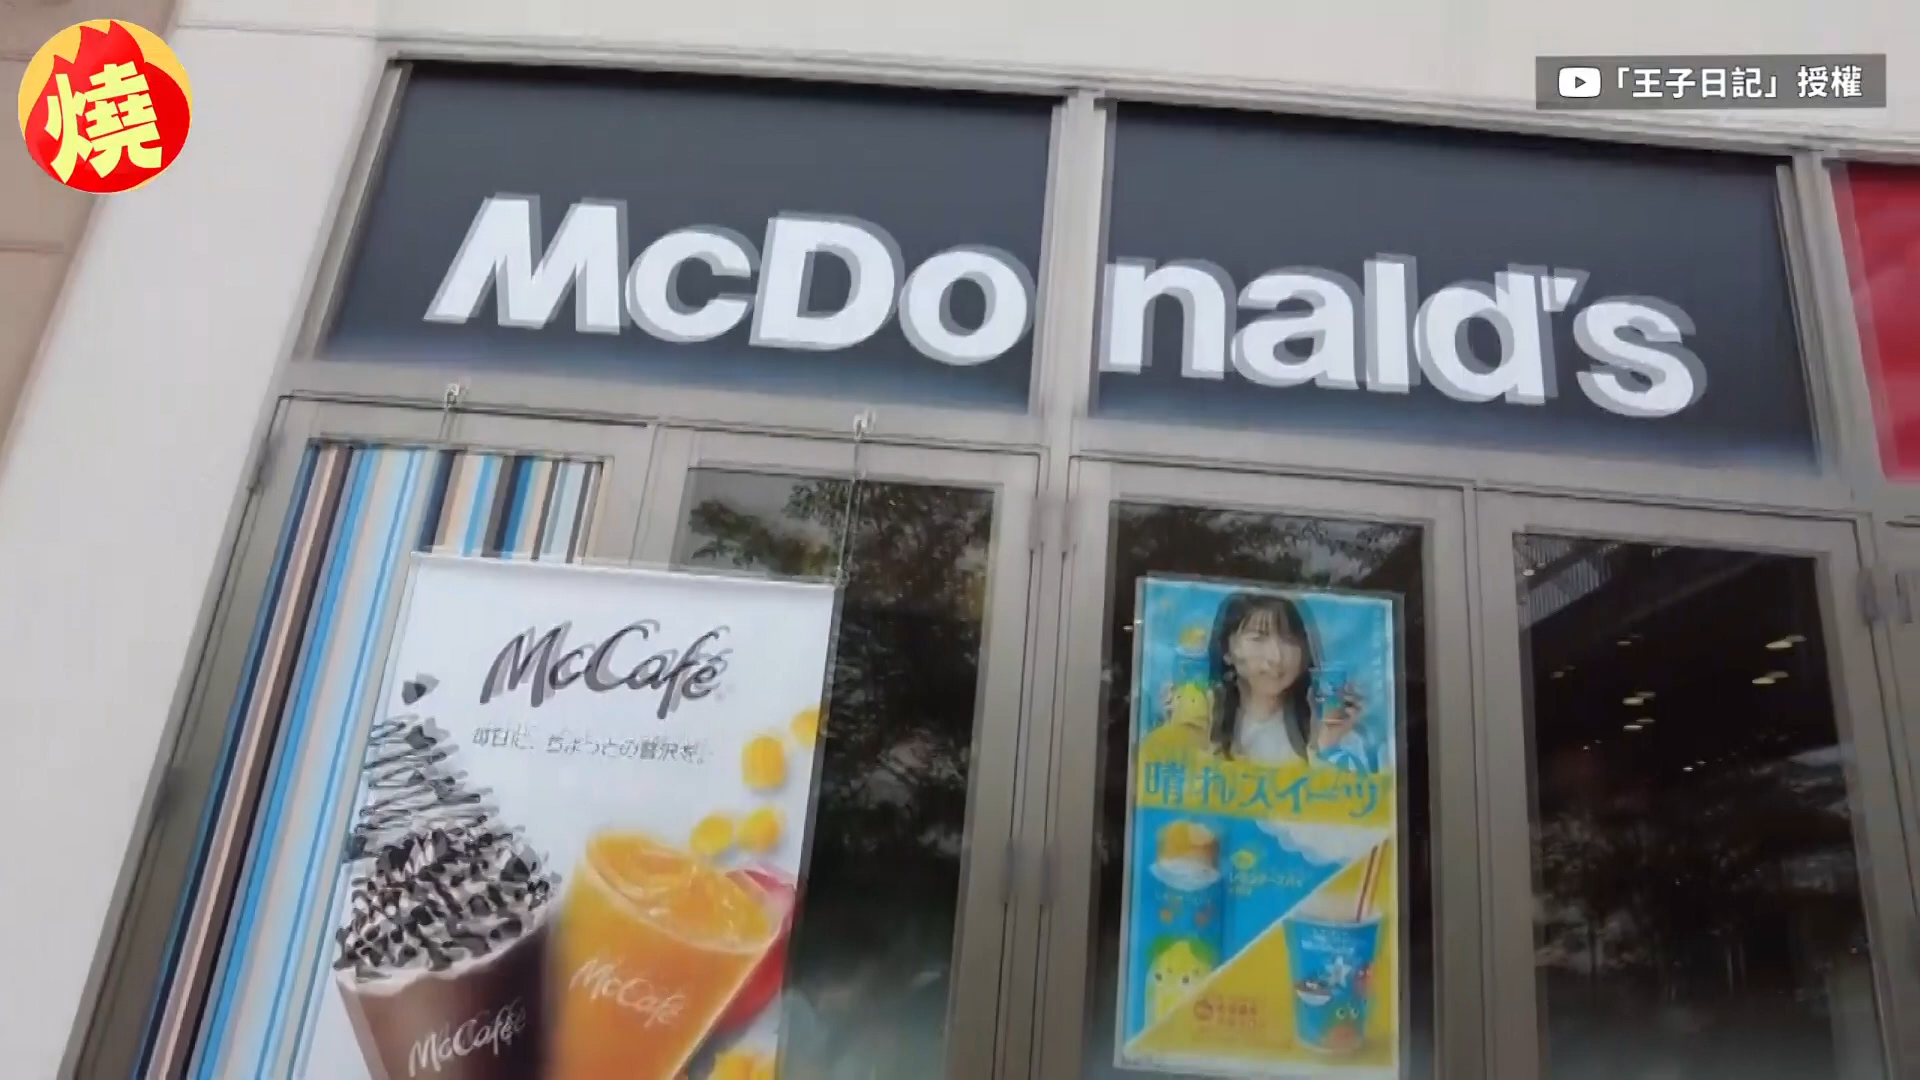 燒
「王子日記」授權
McDonald's
McCafé
毎日に、ちょっとの贅沢を。
晴れスイーツ
McCafé
McCafé